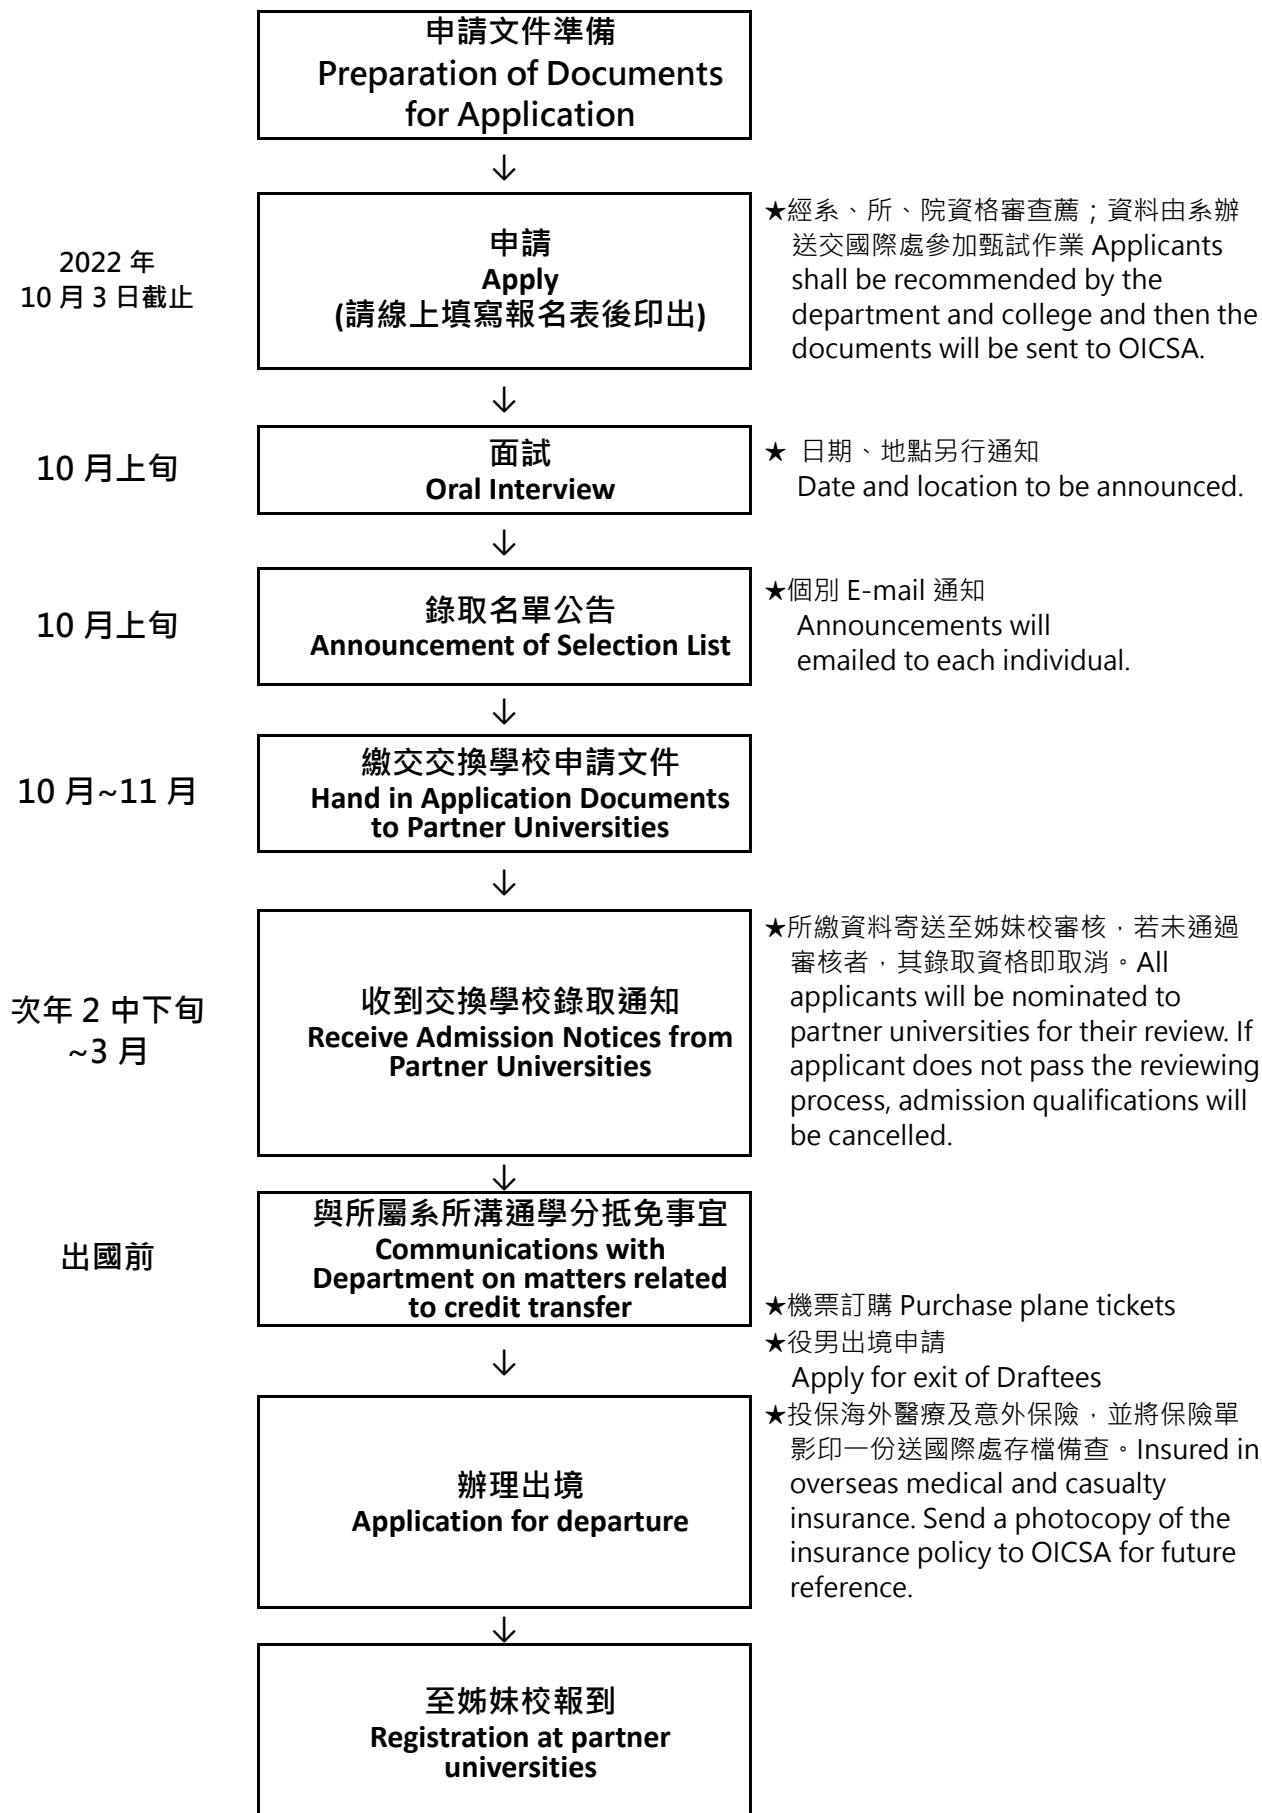 申請文件準備
Preparation of Documents
for Application
↓
2022 年
10 月 3 日截止
申請
Apply
(請線上填寫報名表後印出)
★經系、所、院資格審查薦；資料由系辦
送交國際處參加甄試作業 Applicants
shall be recommended by the
department and college and then the
documents will be sent to OICSA.
↓
10 月上旬
面試
Oral Interview
★ 日期、地點另行通知
Date and location to be announced.
↓
10 月上旬
錄取名單公告
Announcement of Selection List
★個別 E-mail 通知
Announcements will
emailed to each individual.
↓
10 月~11 月
繳交交換學校申請文件
Hand in Application Documents
to Partner Universities
↓
次年 2 中下旬
~3 月
收到交換學校錄取通知
Receive Admission Notices from
Partner Universities
★所繳資料寄送至姊妹校審核，若未通過
審核者，其錄取資格即取消。All
applicants will be nominated to
partner universities for their review. If
applicant does not pass the reviewing
process, admission qualifications will
be cancelled.
↓
出國前
與所屬系所溝通學分抵免事宜
Communications with
Department on matters related
to credit transfer
↓
辦理出境
Application for departure
★機票訂購 Purchase plane tickets
★役男出境申請
Apply for exit of Draftees
★投保海外醫療及意外保險，並將保險單
影印一份送國際處存檔備查。Insured in
overseas medical and casualty
insurance. Send a photocopy of the
insurance policy to OICSA for future
reference.
↓
至姊妹校報到
Registration at partner
universities